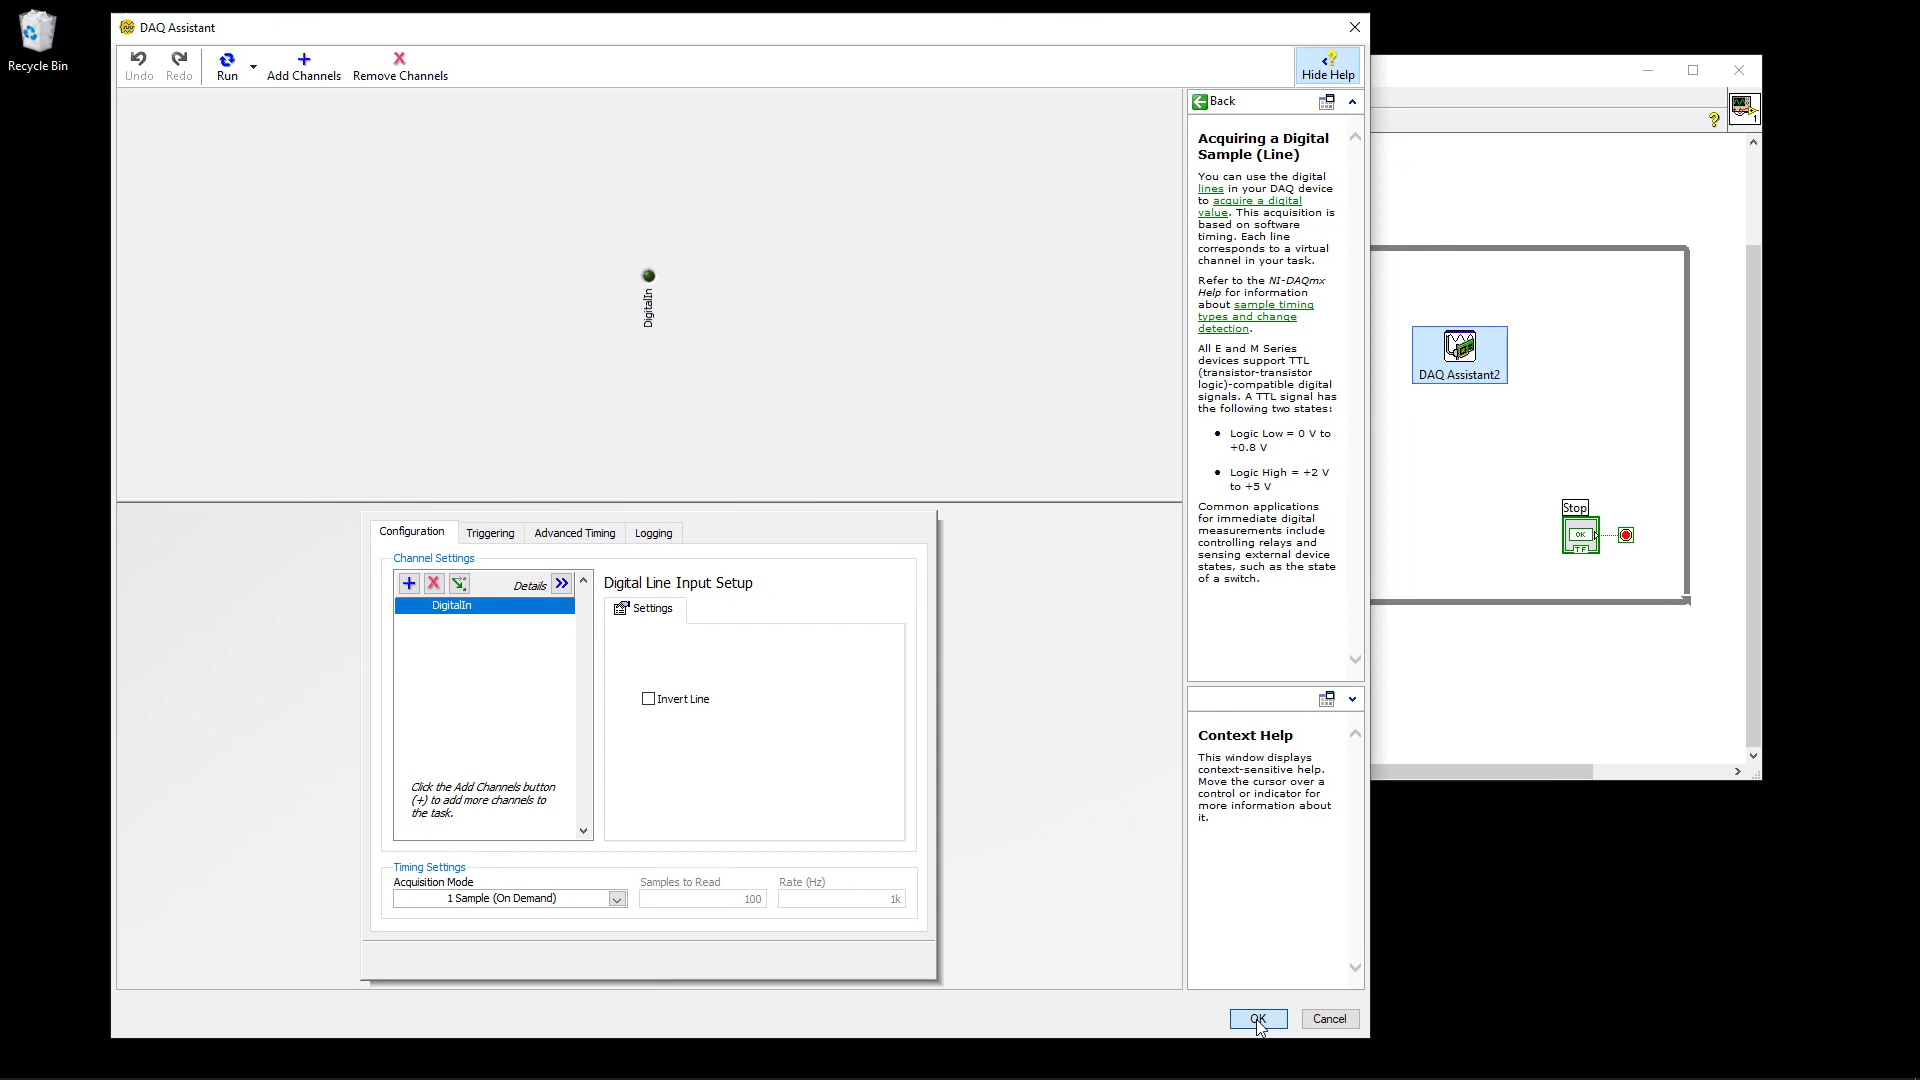 Recycle Bin
DAQ Assistant
Undo
Redo
Run
Add Channels
Remove Channels
Hide Help
Back
Acquiring a Digital
Sample (Line)
You can use the digital
lines in your DAQ device
to acquire a digital
value. This acquisition is
based on software
timing. Each line
corresponds to a virtual
channel in your task.
Refer to the NI-DAQmx
Help for information
about sample timing
types and change
detection.
All E and M Series
devices support TTL
(transistor-transistor
logic)-compatible digital
signals. A TTL signal has
the following two states:
• Logic Low = 0 V to
+0.8 V
• Logic High = +2 V
to +5 V
Common applications
for immediate digital
measurements include
controlling relays and
sensing external device
states, such as the state
of a switch.
DigitalIn
Configuration
Triggering
Advanced Timing
Logging
Channel Settings
Details
DigitalIn
Click the Add Channels button
(+) to add more channels to
the task.
Digital Line Input Setup
Settings
Invert Line
Timing Settings
Acquisition Mode
1 Sample (On Demand)
Samples to Read
100
Rate (Hz)
1k
Context Help
This window displays
context-sensitive help.
Move the cursor over a
control or indicator for
more information about
it.
OK
Cancel
1
DAQ Assistant2
Stop
OK
TF